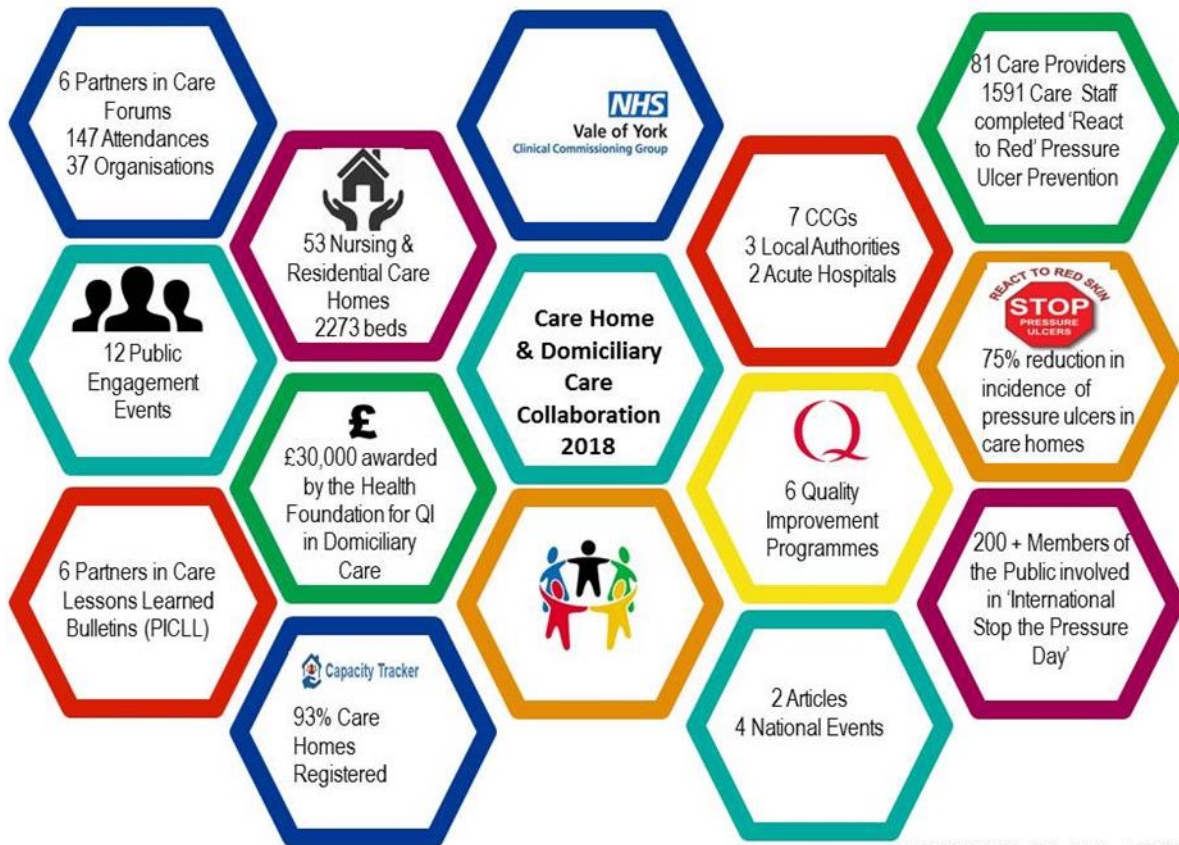 6 Partners in Care
Forums
147 Attendances
37 Organisations
NHS
Vale of York
Clinical Commissioning Group
81 Care Providers
1591 Care Staff
completed 'React
to Red' Pressure
Ulcer Prevention
53 Nursing &
Residential Care
Homes
2273 beds
7 CCGs
3 Local Authorities
2 Acute Hospitals
12 Public
Engagement
Events
Care Home
& Domiciliary
Care
Collaboration
2018
REACT TO RED SKIN
STOP
PRESSURE
ULCERS
75% reduction in
incidence of
pressure ulcers in
care homes
£
£30,000 awarded
by the Health
Foundation for QI
in Domiciliary
Care
Q
6 Quality
Improvement
Programmes
6 Partners in Care
Lessons Learned
Bulletins (PICLL)
200 + Members of
the Public involved
in 'International
Stop the Pressure
Day'
Capacity Tracker
93% Care
Homes
Registered
2 Articles
4 National Events